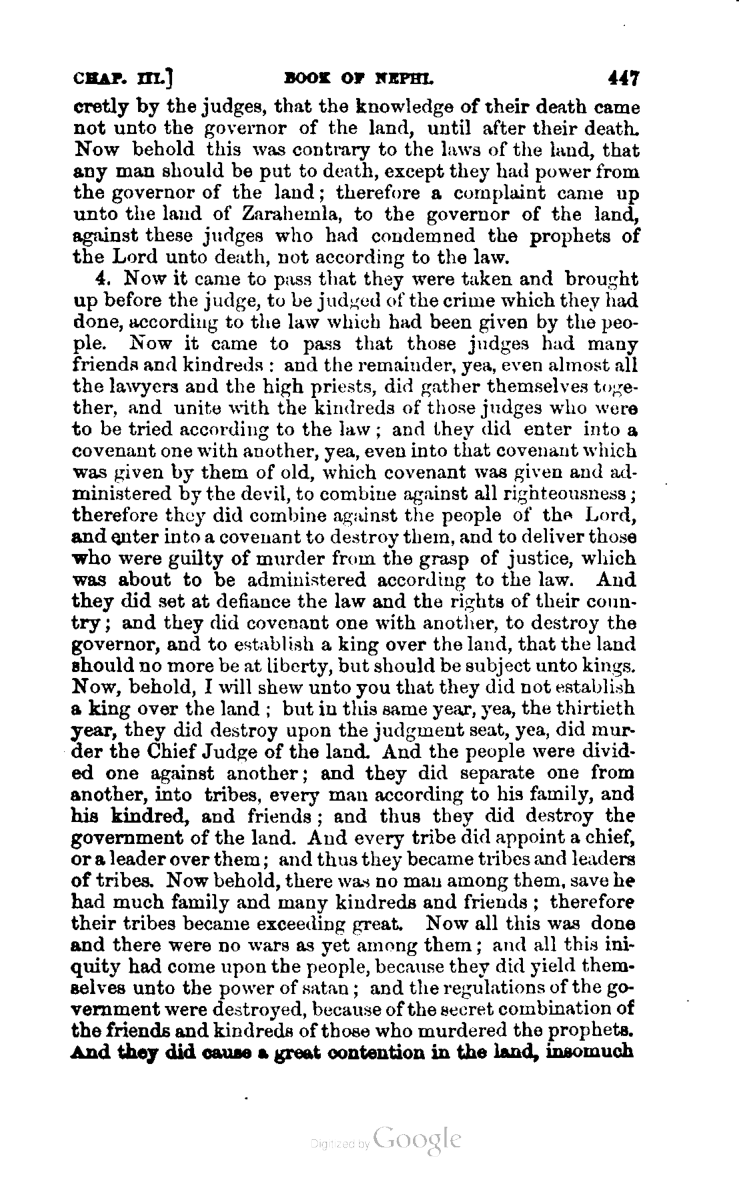 CHAP. III.] BOOK OF NEPHI. 447
cretly by the judges, that the knowledge of their death came
not unto the governor of the land, until after their death.
Now behold this was contrary to the laws of the land, that
any man should be put to death, except they had power from
the governor of the land; therefore a complaint came up
unto the land of Zarahemla, to the governor of the land,
against these judges who had condemned the prophets of
the Lord unto death, not according to the law.
4. Now it came to pass that they were taken and brought
up before the judge, to be judged of the crime which they had
done, according to the law which had been given by the peo-
ple. Now it came to pass that those judges had many
friends and kindreds: and the remainder, yea, even almost all
the lawyers and the high priests, did gather themselves toge-
ther, and unite with the kindreds of those judges who were
to be tried according to the law; and they did enter into a
covenant one with another, yea, even into that covenant which
was given by them of old, which covenant was given and ad-
ministered by the devil, to combine against all righteousness;
therefore they did combine against the people of the Lord,
and enter into a covenant to destroy them, and to deliver those
who were guilty of murder from the grasp of justice, which
was about to be administered according to the law. And
they did set at defiance the law and the rights of their coun-
try; and they did covenant one with another, to destroy the
governor, and to establish a king over the land, that the land
should no more be at liberty, but should be subject unto kings.
Now, behold, I will shew unto you that they did not establish
a king over the land; but in this same year, yea, the thirtieth
year, they did destroy upon the judgment seat, yea, did mur-
der the Chief Judge of the land. And the people were divid-
ed one against another; and they did separate one from
another, into tribes, every man according to his family, and
his kindred, and friends; and thus they did destroy the
government of the land. And every tribe did appoint a chief,
or a leader over them; and thus they became tribes and leaders
of tribes. Now behold, there was no man among them, save he
had much family and many kindreds and friends; therefore
their tribes became exceeding great. Now all this was done
and there were no wars as yet among them; and all this ini-
quity had come upon the people, because they did yield them-
selves unto the power of satan; and the regulations of the go-
vernment were destroyed, because of the secret combination of
the friends and kindreds of those who murdered the prophets.
And they did cause a great contention in the land, insomuch
Digitized by Google